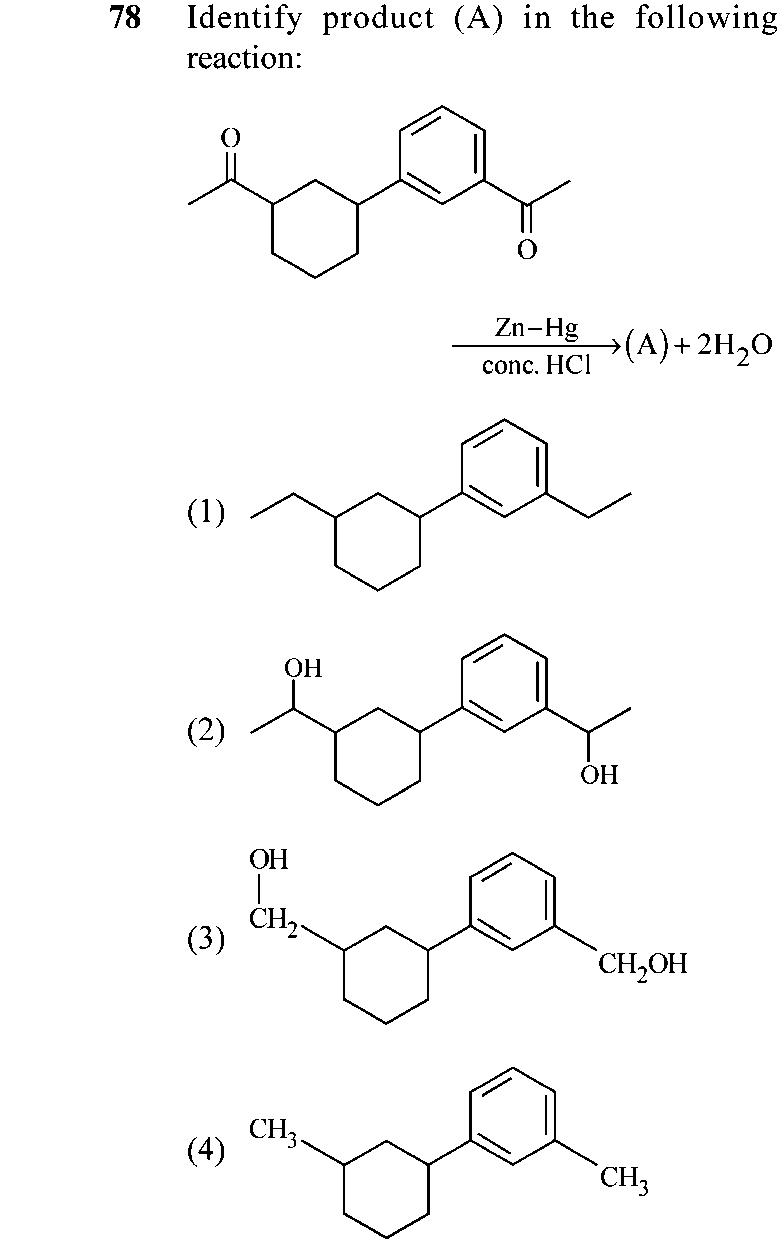 78 Identify product (A) in the following
reaction:
O
O
Zn–Hg
conc. HCl
(A) + 2H₂O
(1)
(2)
OH
OH
(3)
OH
CH₂
CH₂OH
(4)
CH₃
CH₃